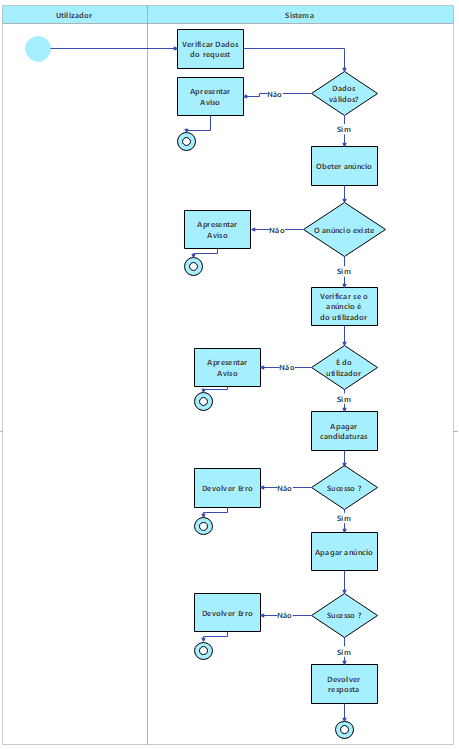 Utilizador
Sistema
Verificar Dados
do request
Dados
válidos?
Não
Apresentar
Aviso
Sim
Obeter anúncio
O anúncio existe
Não
Apresentar
Aviso
Sim
Verificar se o
anúncio é
do utilizador
É do
utilizador
Não
Apresentar
Aviso
Sim
Apagar
candidaturas
Sucesso ?
Não
Devolver Erro
Sim
Apagar anúncio
Sucesso ?
Não
Devolver Erro
Sim
Devolver
resposta